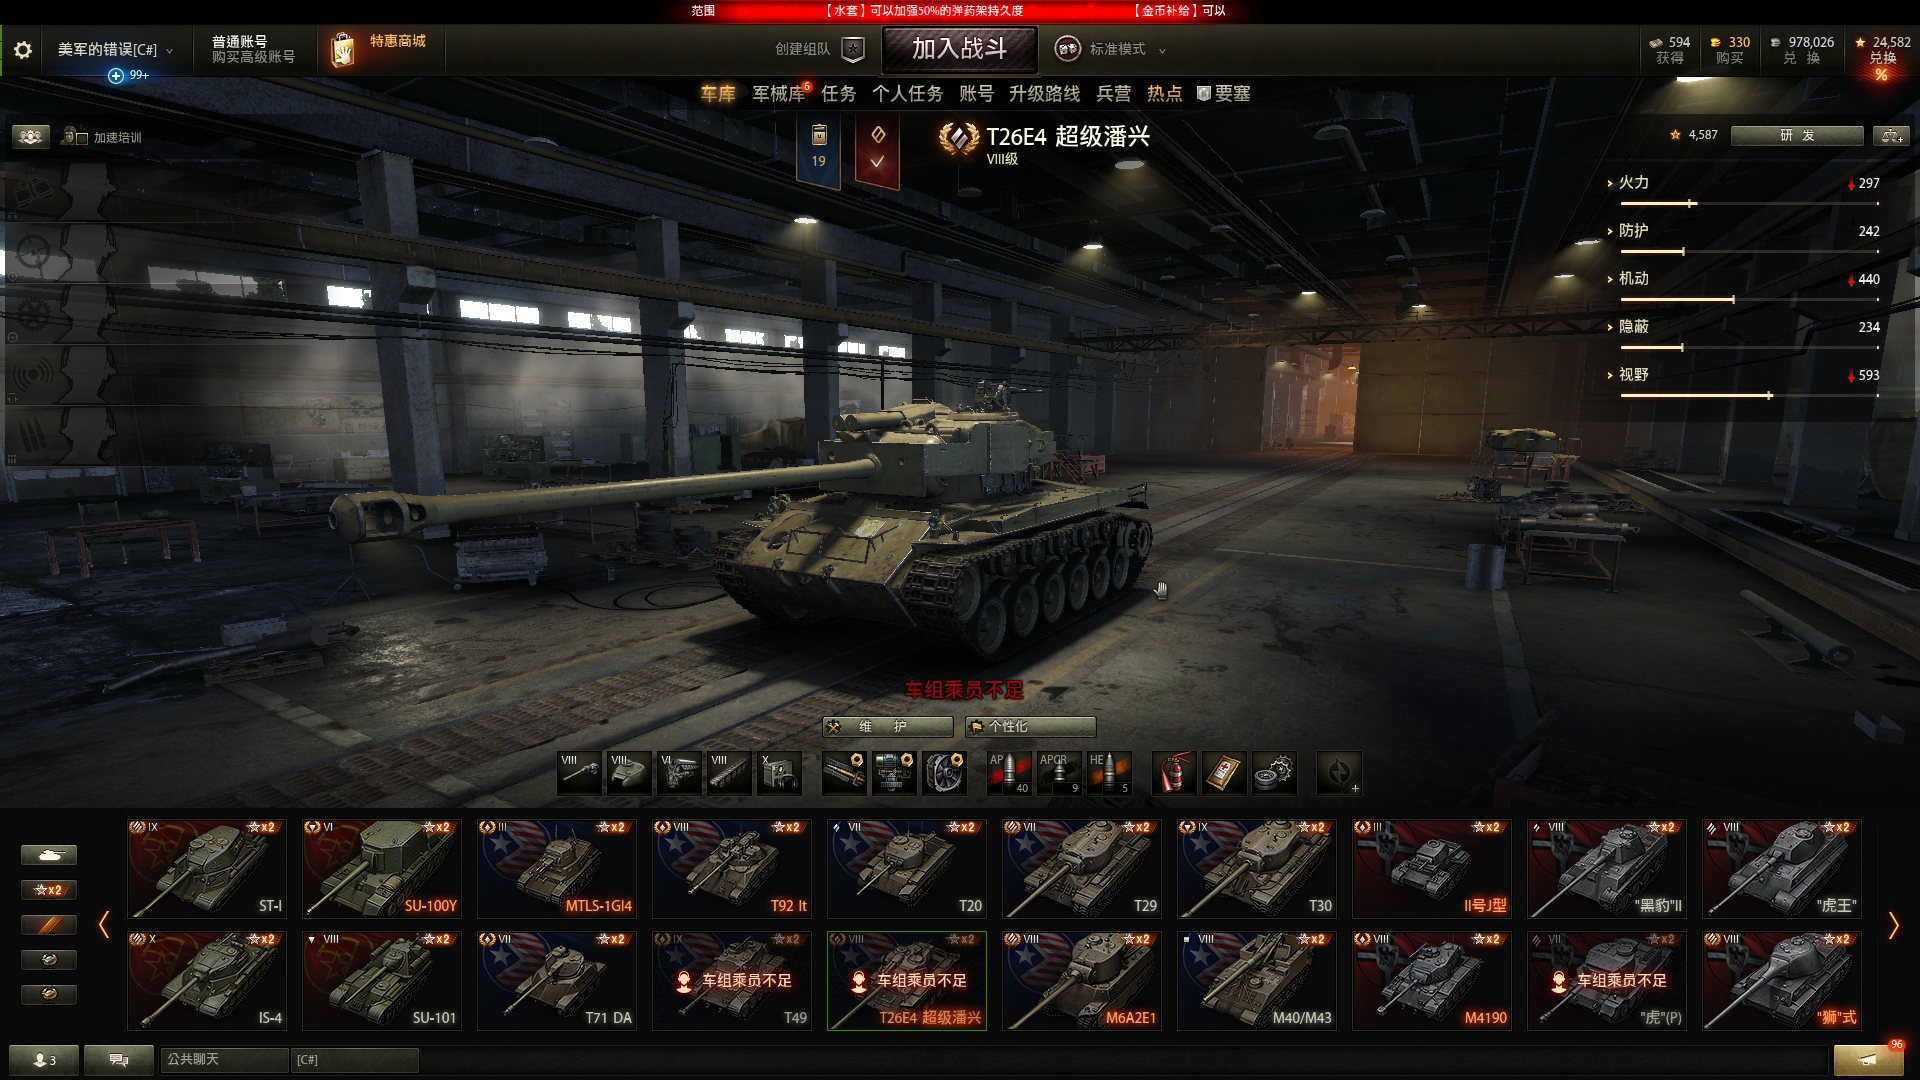 范围 【水套】可以加强50%的弹药架持久度 【金币补给】可以
美军的错误[C#]
99+
普通账号
购买高级账号
特惠商城
创建组队
加入战斗
标准模式
594
获得
330
购买
978,026
兑 换
24,582
兑换
%
车库 军械库 6 任务 个人任务 账号 升级路线 兵营 热点 要塞
加速培训
19
T26E4 超级潘兴
VIII级
4,587
研 发
火力 297
防护 242
机动 440
隐蔽 234
视野 593
车组乘员不足
维 护
个性化
VIII VIII VI VIII X
AP 40 APCR 9 HE 5
+
IX x2 ST-I
VI x2 SU-100Y
III x2 MTLS-1G14
VIII x2 T92 lt
VII x2 T20
VII x2 T29
IX x2 T30
III x2 II号J型
VIII x2 "黑豹"II
VIII x2 "虎王"
x2
X x2 IS-4
VIII x2 SU-101
VII x2 T71 DA
IX x2 车组乘员不足 T49
VIII x2 车组乘员不足 T26E4 超级潘兴
VIII x2 M6A2E1
VIII x2 M40/M43
VIII x2 M4190
VII x2 车组乘员不足 "虎"(P)
VIII x2 "狮"式
3
公共聊天
[C#]
96